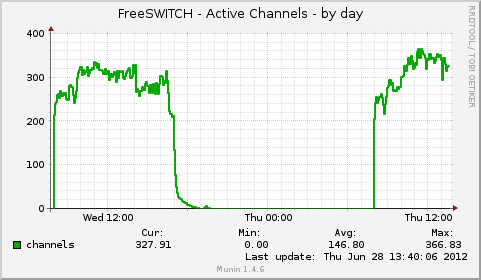 FreeSWITCH - Active Channels - by day
RRDTOOL / TOBI OETIKER
400
300
200
100
0
Wed 12:00 Thu 00:00 Thu 12:00
Cur: Min: Avg: Max:
channels 327.91 0.00 146.80 366.83
Last update: Thu Jun 28 13:40:06 2012
Munin 1.4.6